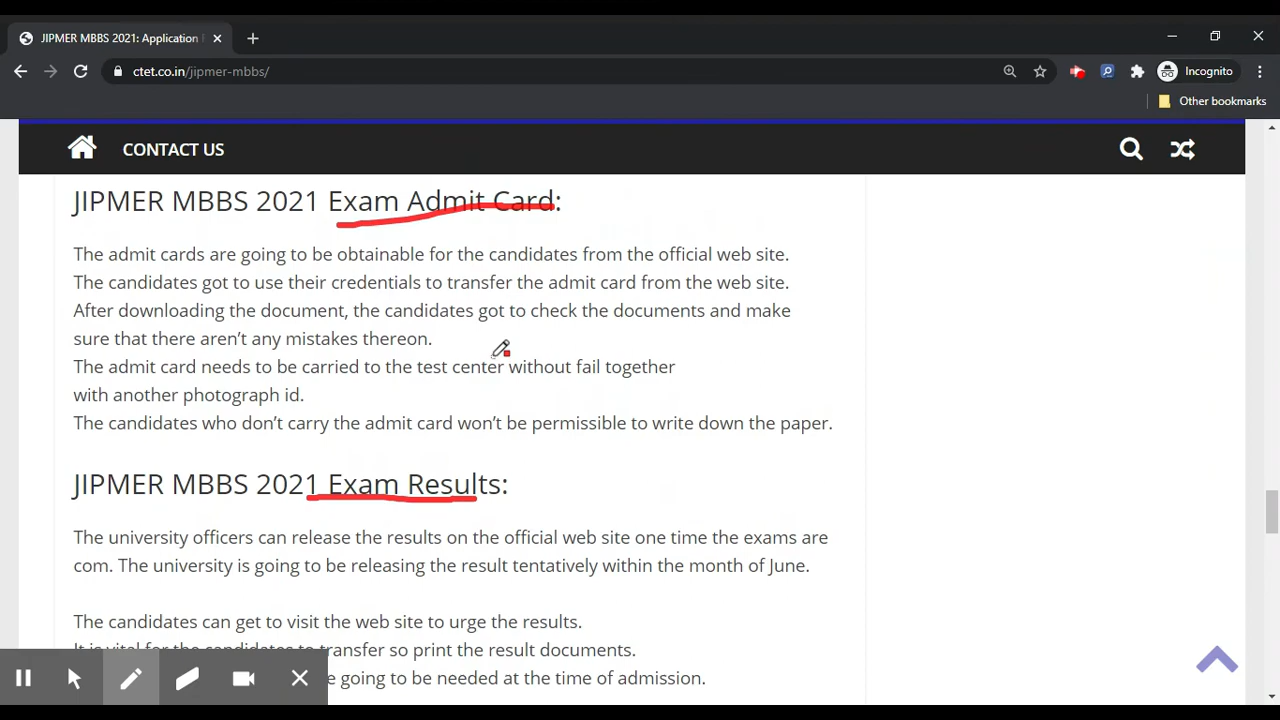 JIPMER MBBS 2021: Application
ctet.co.in/jipmer-mbbs/
Incognito
Other bookmarks
CONTACT US
JIPMER MBBS 2021 Exam Admit Card:
The admit cards are going to be obtainable for the candidates from the official web site.
The candidates got to use their credentials to transfer the admit card from the web site.
After downloading the document, the candidates got to check the documents and make
sure that there aren’t any mistakes thereon.
The admit card needs to be carried to the test center without fail together
with another photograph id.
The candidates who don’t carry the admit card won’t be permissible to write down the paper.
JIPMER MBBS 2021 Exam Results:
The university officers can release the results on the official web site one time the exams are
com. The university is going to be releasing the result tentatively within the month of June.
The candidates can get to visit the web site to urge the results.
It is vital for the candidates to transfer so print the result documents.
going to be needed at the time of admission.